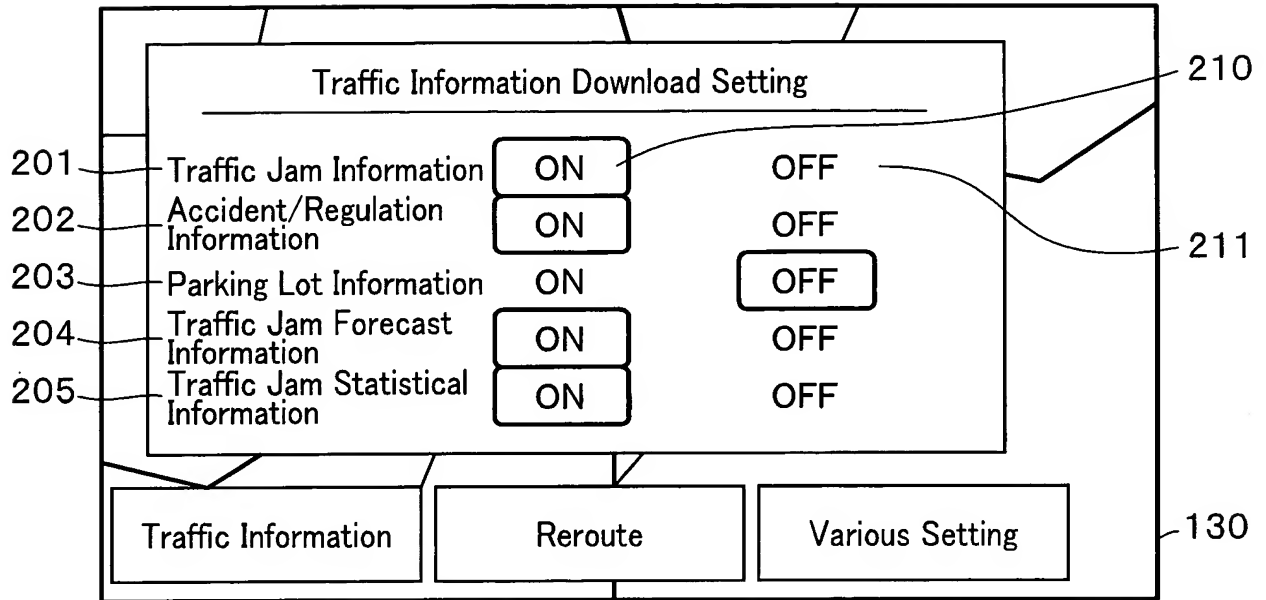 Traffic Information Download Setting
210
201 Traffic Jam Information ON OFF
202 Accident/Regulation
Information ON OFF
211
203 Parking Lot Information ON OFF
204 Traffic Jam Forecast
Information ON OFF
205 Traffic Jam Statistical
Information ON OFF
Traffic Information Reroute Various Setting
130